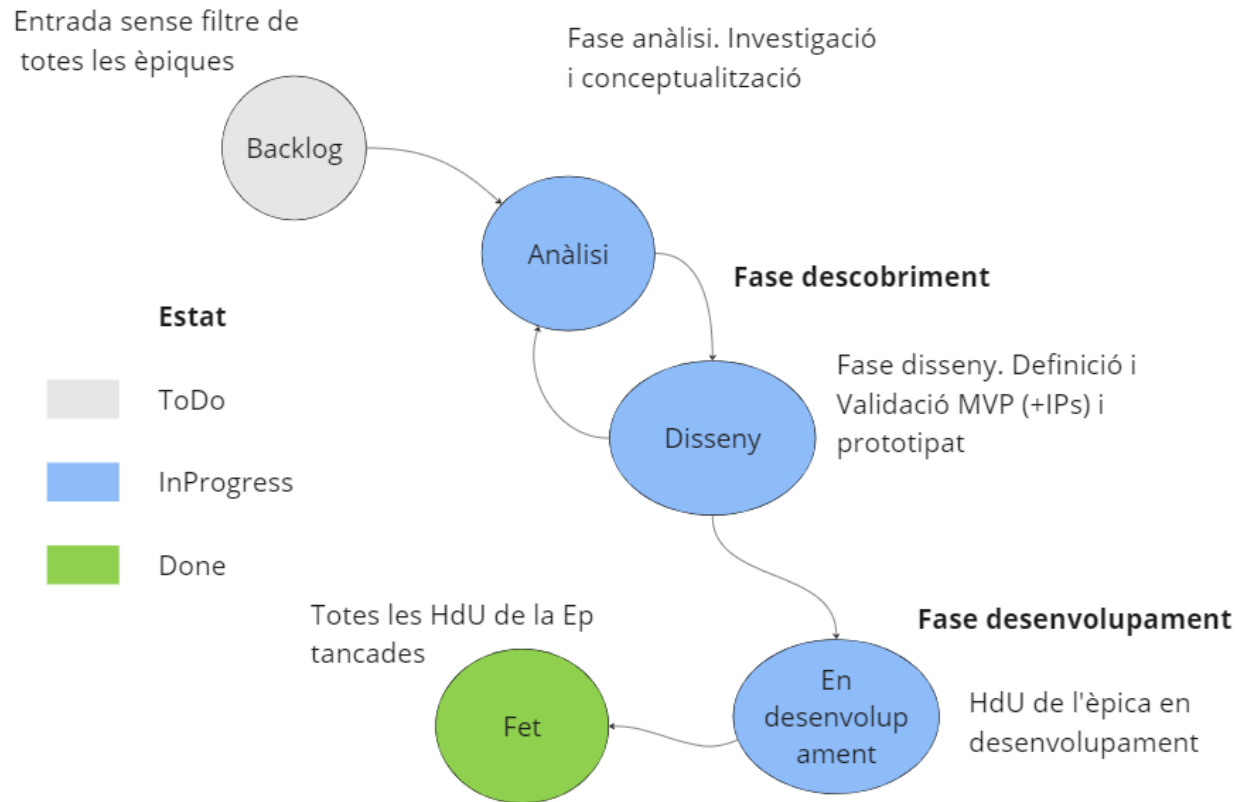 Entrada sense filtre de
totes les èpiques
Fase anàlisi. Investigació
i conceptualització
Backlog
Anàlisi
Fase descobriment
Estat
ToDo
InProgress
Done
Fase disseny. Definició i
Validació MVP (+IPs) i
prototipat
Disseny
Totes les HdU de la Ep
tancades
Fase desenvolupament
Fet
En
desenvolup
ament
HdU de l'èpica en
desenvolupament